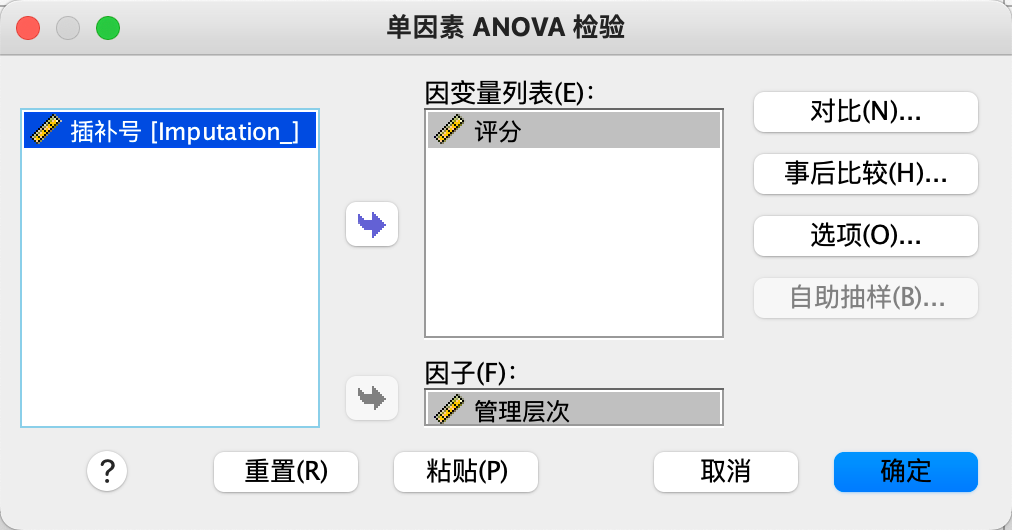 单因素 ANOVA 检验
插补号 [Imputation_]
因变量列表(E):
评分
因子(F):
管理层次
对比(N)...
事后比较(H)...
选项(O)...
自助抽样(B)...
?
重置(R)
粘贴(P)
取消
确定